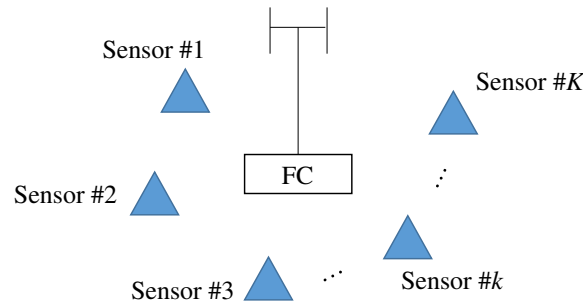 Sensor #1
Sensor #K
FC
Sensor #2
Sensor #3
...
Sensor #k
...